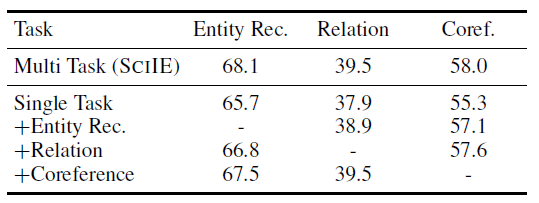 Task Entity Rec. Relation Coref.
Multi Task (SCIIE) 68.1 39.5 58.0
Single Task 65.7 37.9 55.3
+Entity Rec. - 38.9 57.1
+Relation 66.8 - 57.6
+Coreference 67.5 39.5 -